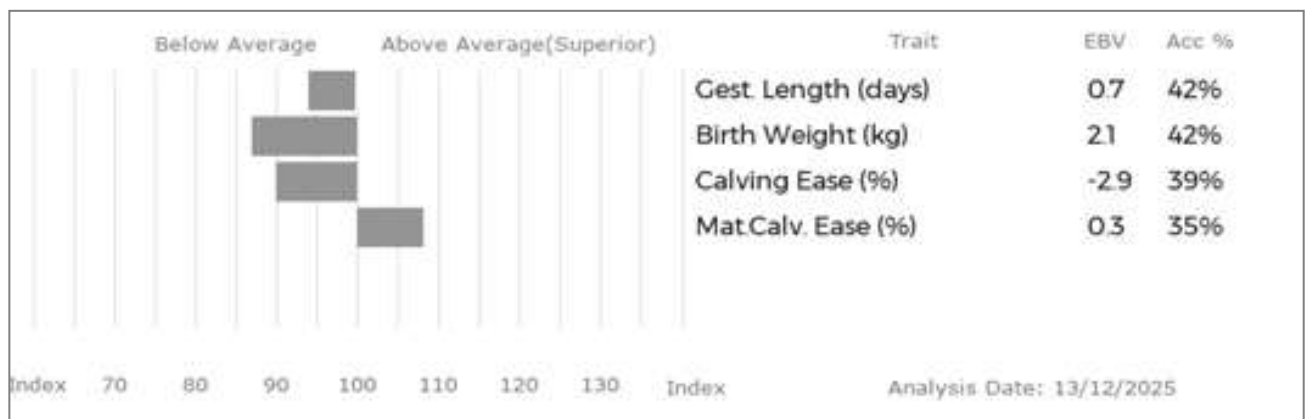 Below Average Above Average(Superior) Trait EBV Acc %
Gest. Length (days) 0.7 42%
Birth Weight (kg) 2.1 42%
Calving Ease (%) -2.9 39%
Mat.Calv. Ease (%) 0.3 35%
Index 70 80 90 100 110 120 130 Index Analysis Date: 13/12/2025